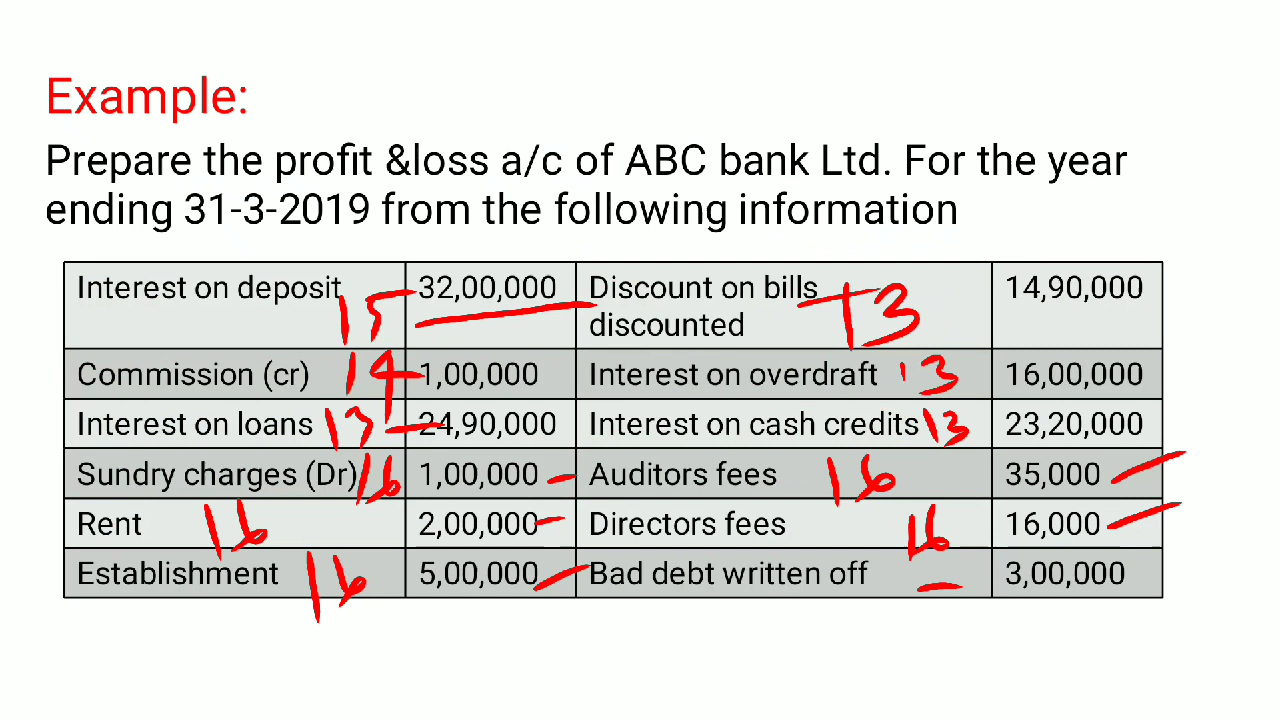 Example:
Prepare the profit &loss a/c of ABC bank Ltd. For the year
ending 31-3-2019 from the following information
Interest on deposit 15 32,00,000 Discount on bills 13 14,90,000
discounted
Commission (cr) 14 1,00,000 Interest on overdraft 13 16,00,000
Interest on loans 13 24,90,000 Interest on cash credits 13 23,20,000
Sundry charges (Dr) 16 1,00,000 Auditors fees 16 35,000
Rent 16 2,00,000 Directors fees 16 16,000
Establishment 16 5,00,000 Bad debt written off 3,00,000